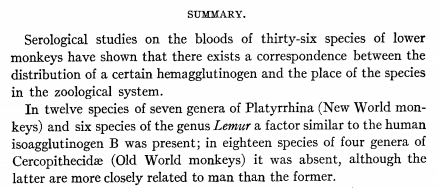 SUMMARY.
Serological studies on the bloods of thirty-six species of lower
monkeys have shown that there exists a correspondence between the
distribution of a certain hemagglutinogen and the place of the species
in the zoological system.
In twelve species of seven genera of Platyrrhina (New World mon-
keys) and six species of the genus Lemur a factor similar to the human
isoagglutinogen B was present; in eighteen species of four genera of
Cercopithecidæ (Old World monkeys) it was absent, although the
latter are more closely related to man than the former.